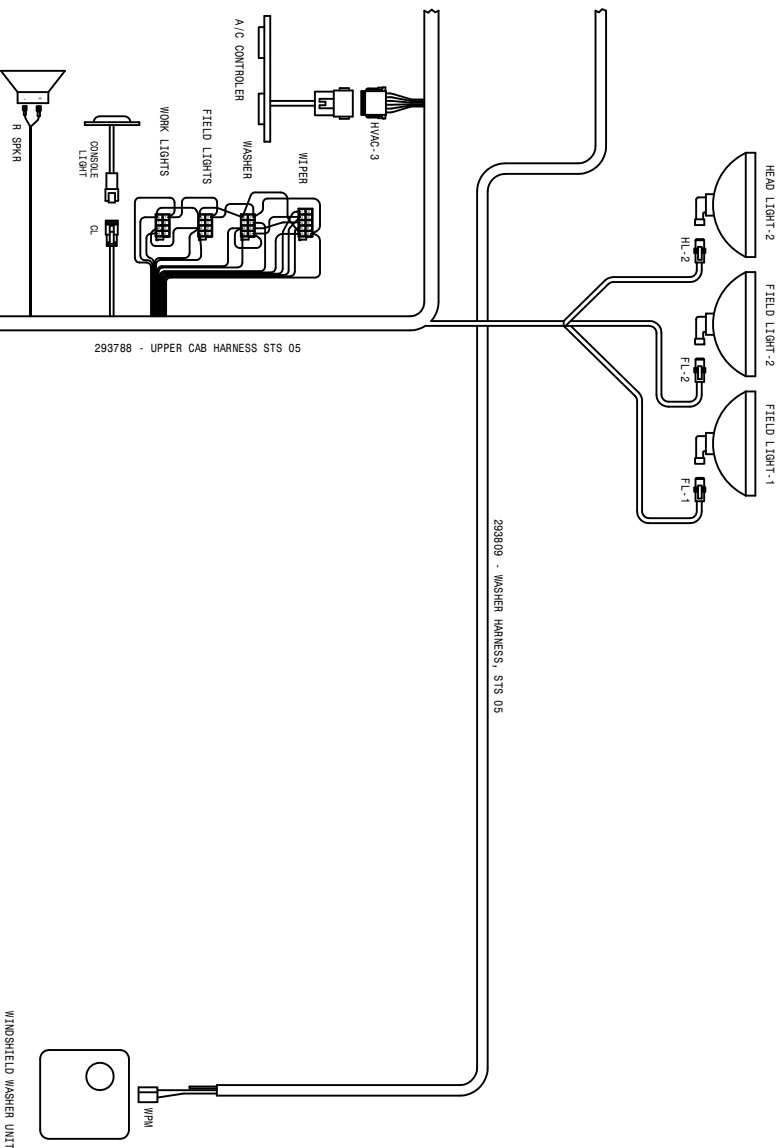 HEAD LIGHT-2
FIELD LIGHT-2
FIELD LIGHT-1
HL-2
FL-2
FL-1
A/C CONTROLER
HVAC-3
WIPER
WASHER
FIELD LIGHTS
WORK LIGHTS
CONSOLE
LIGHT
CL
R SPKR
293788 - UPPER CAB HARNESS STS 05
293809 - WASHER HARNESS, STS 05
WPM
WINDSHIELD WASHER UNIT